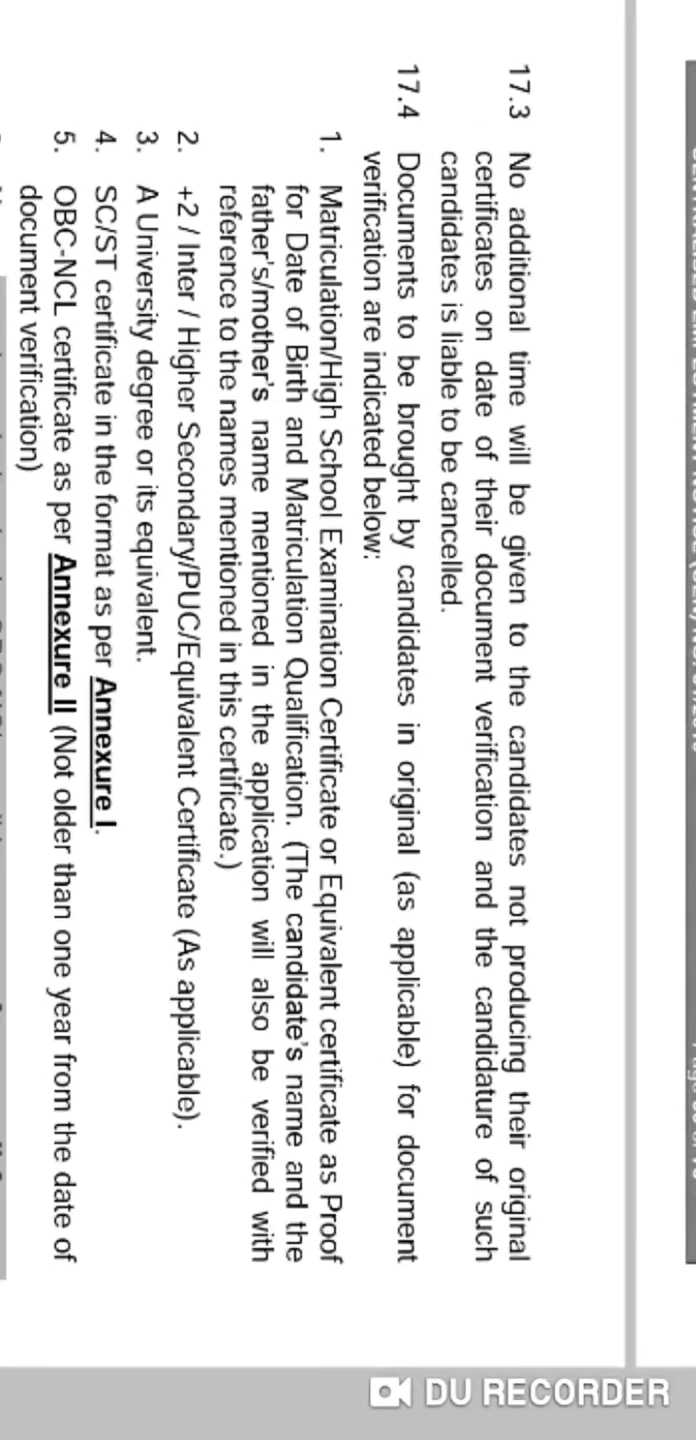 17.3 No additional time will be given to the candidates not producing their original
certificates on date of their document verification and the candidature of such
candidates is liable to be cancelled.
17.4 Documents to be brought by candidates in original (as applicable) for document
verification are indicated below:
1. Matriculation/High School Examination Certificate or Equivalent certificate as Proof
for Date of Birth and Matriculation Qualification. (The candidate's name and the
father's/mother's name mentioned in the application will also be verified with
reference to the names mentioned in this certificate.)
2. +2 / Inter / Higher Secondary/PUC/Equivalent Certificate (As applicable).
3. A University degree or its equivalent.
4. SC/ST certificate in the format as per Annexure I.
5. OBC-NCL certificate as per Annexure II (Not older than one year from the date of
document verification)
DU RECORDER